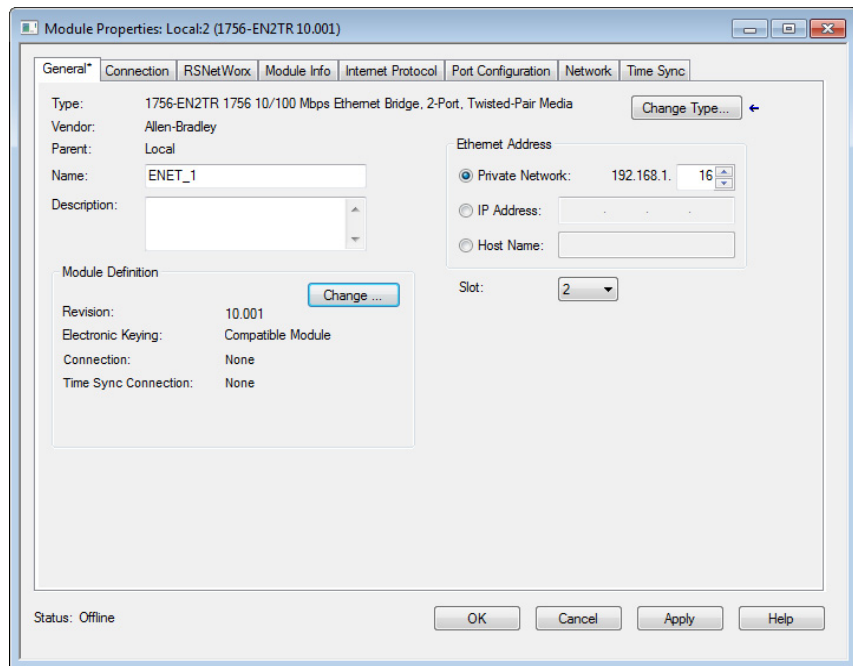 Module Properties: Local:2 (1756-EN2TR 10.001)
General* Connection RSNetWorx Module Info Internet Protocol Port Configuration Network Time Sync
Type: 1756-EN2TR 1756 10/100 Mbps Ethernet Bridge, 2-Port, Twisted-Pair Media
Change Type...
Vendor: Allen-Bradley
Parent: Local
Name: ENET_1
Description:
Ethernet Address
Private Network: 192.168.1. 16
IP Address: . . .
Host Name:
Module Definition
Change ...
Revision: 10.001
Electronic Keying: Compatible Module
Connection: None
Time Sync Connection: None
Slot: 2
Status: Offline
OK Cancel Apply Help